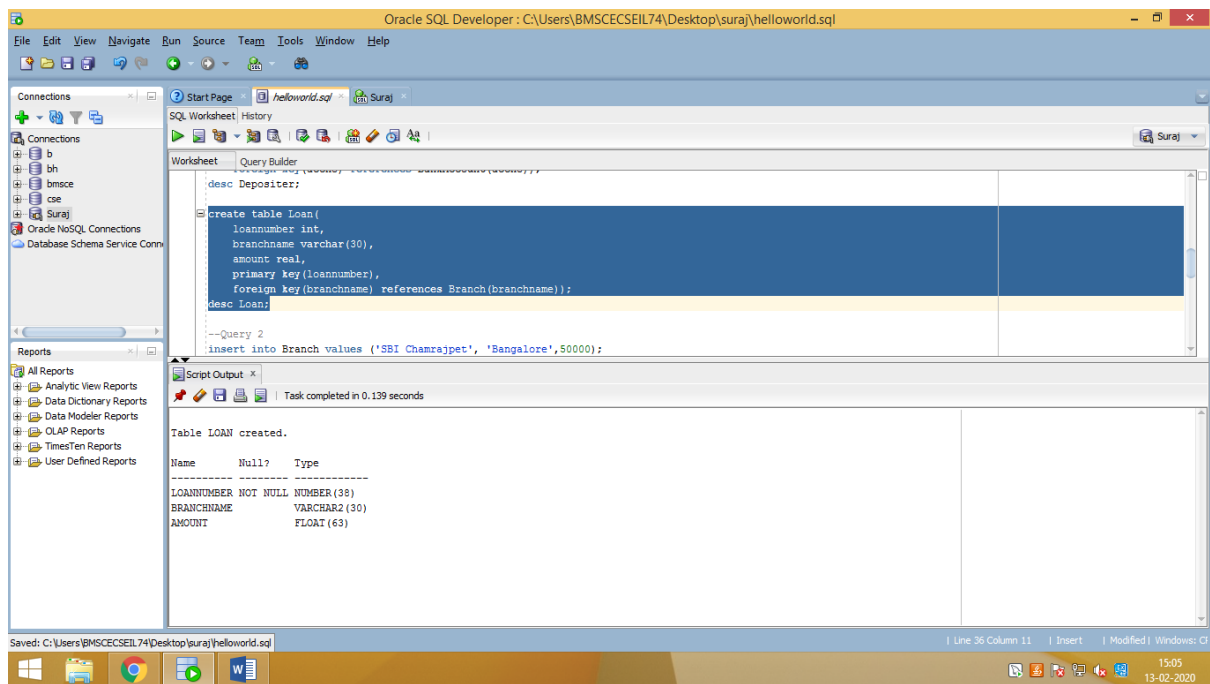 Oracle SQL Developer : C:\Users\BMSCECSEIL74\Desktop\suraj\helloworld.sql
File Edit View Navigate Run Source Team Tools Window Help
Connections
Connections
b
bh
bmsce
cse
Suraj
Oracle NoSQL Connections
Database Schema Service Conn
Reports
All Reports
Analytic View Reports
Data Dictionary Reports
Data Modeler Reports
OLAP Reports
TimesTen Reports
User Defined Reports
Start Page helloworld.sql Suraj
SQL Worksheet History
Suraj
Worksheet Query Builder
desc Depositer;
create table Loan(
loannumber int,
branchname varchar(30),
amount real,
primary key(loannumber),
foreign key(branchname) references Branch(branchname));
desc Loan;
--Query 2
insert into Branch values ('SBI Chamrajpet', 'Bangalore',50000);
Script Output
Task completed in 0.139 seconds
Table LOAN created.
Name Null? Type
---------- -------- ------------
LOANNUMBER NOT NULL NUMBER(38)
BRANCHNAME VARCHAR2(30)
AMOUNT FLOAT(63)
Saved: C:\Users\BMSCECSEIL74\Desktop\suraj\helloworld.sql
Line 36 Column 11 | Insert | Modified | Windows:
15:05
13-02-2020